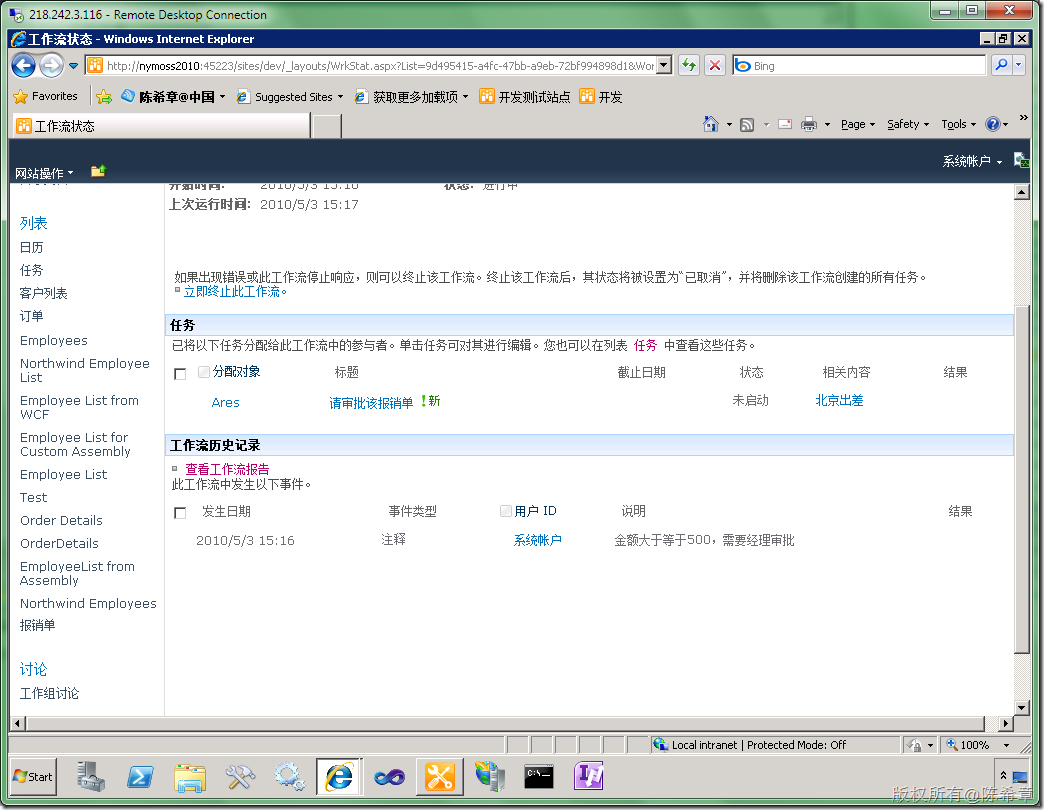 218.242.3.116 - Remote Desktop Connection
工作流状态 - Windows Internet Explorer
http://nymoss2010:45223/sites/dev/_layouts/WrkStat.aspx?List=9d495415-a4fc-47bb-a9eb-72bf994898d1&Wor
Bing
Favorites
陈希章@中国
Suggested Sites
获取更多加载项
开发测试站点
开发
工作流状态
Page
Safety
Tools
系统帐户
网站操作
开始时间: 2010/5/3 15:16 状态: 进行中
上次运行时间: 2010/5/3 15:17
列表
日历
任务
客户列表
订单
Employees
Northwind Employee
List
Employee List from
WCF
Employee List for
Custom Assembly
Employee List
Test
Order Details
OrderDetails
EmployeeList from
Assembly
Northwind Employees
报销单
讨论
工作组讨论
如果出现错误或此工作流停止响应，则可以终止该工作流。终止该工作流后，其状态将被设置为“已取消”，并将删除该工作流创建的所有任务。
立即终止此工作流。
任务
已将以下任务分配给此工作流中的参与者。单击任务可对其进行编辑。您也可以在列表 任务 中查看这些任务。
分配对象 标题 截止日期 状态 相关内容 结果
Ares 请审批该报销单 !新 未启动 北京出差
工作流历史记录
查看工作流报告
此工作流中发生以下事件。
发生日期 事件类型 用户 ID 说明 结果
2010/5/3 15:16 注释 系统帐户 金额大于等于500，需要经理审批
Local intranet | Protected Mode: Off
100%
Start
版权所有@陈希章